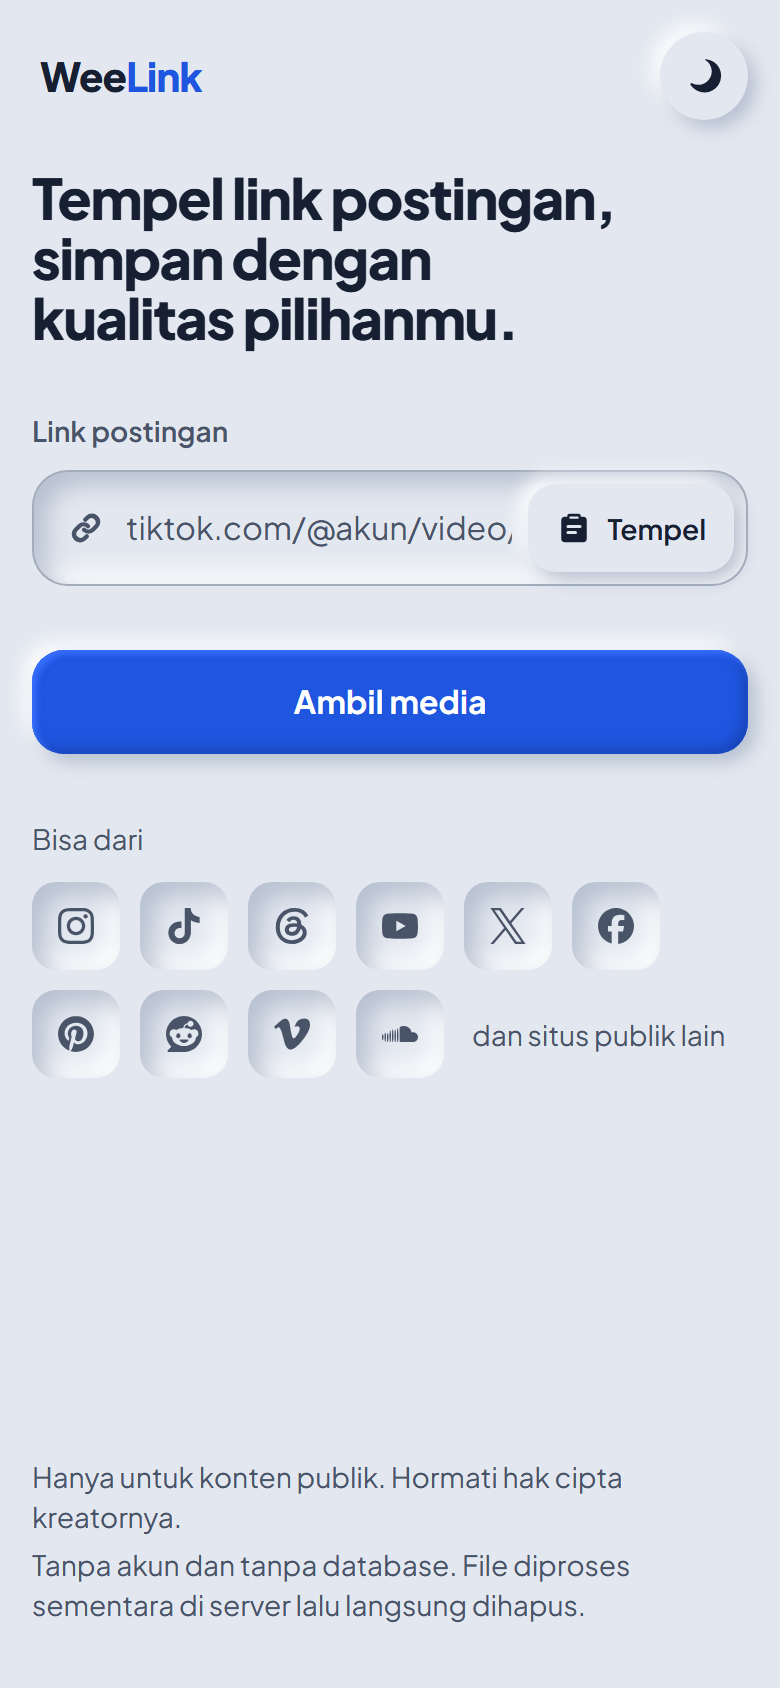 WeeLink
Tempel link postingan,
simpan dengan
kualitas pilihanmu.
Link postingan
tiktok.com/@akun/video/
Tempel
Ambil media
Bisa dari
dan situs publik lain
Hanya untuk konten publik. Hormati hak cipta
kreatornya.
Tanpa akun dan tanpa database. File diproses
sementara di server lalu langsung dihapus.